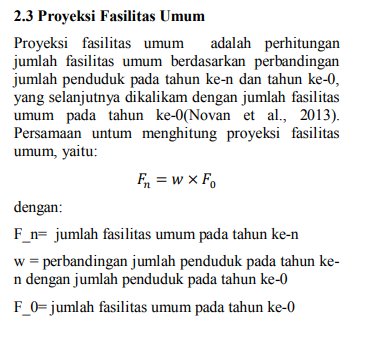 2.3 Proyeksi Fasilitas Umum
Proyeksi fasilitas umum adalah perhitungan
jumlah fasilitas umum berdasarkan perbandingan
jumlah penduduk pada tahun ke-n dan tahun ke-0,
yang selanjutnya dikalikam dengan jumlah fasilitas
umum pada tahun ke-0(Novan et al., 2013).
Persamaan untum menghitung proyeksi fasilitas
umum, yaitu:
Fₙ = w × F₀
dengan:
F_n= jumlah fasilitas umum pada tahun ke-n
w = perbandingan jumlah penduduk pada tahun ke-
n dengan jumlah penduduk pada tahun ke-0
F_0= jumlah fasilitas umum pada tahun ke-0